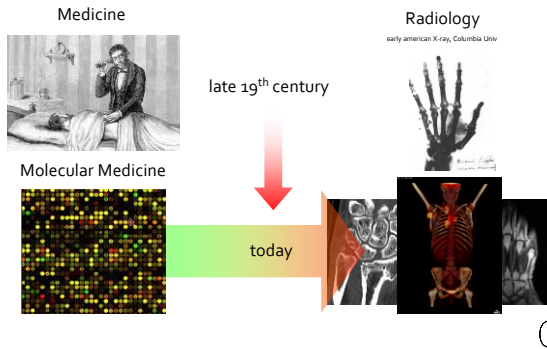 Medicine
Radiology
early american X-ray, Columbia Univ
late 19th century
Molecular Medicine
today